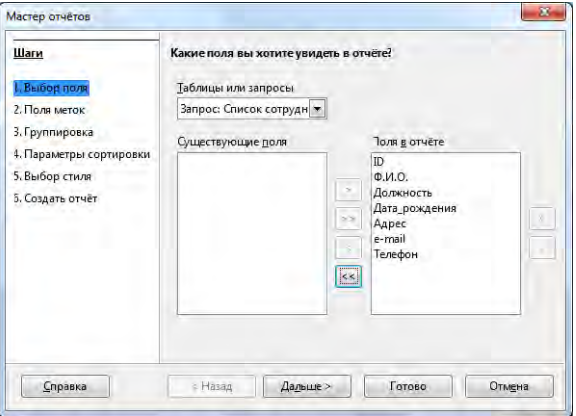 Мастер отчётов
Шаги
1. Выбор поля
2. Поля меток
3. Группировка
4. Параметры сортировки
5. Выбор стиля
6. Создать отчёт
Какие поля вы хотите увидеть в отчёте?
Таблицы или запросы
Запрос: Список сотрудн
Существующие поля
Поля в отчёте
ID
Ф.И.О.
Должность
Дата_рождения
Адрес
e-mail
Телефон
>
>>
<
<<
Справка
< Назад
Дальше >
Готово
Отмена